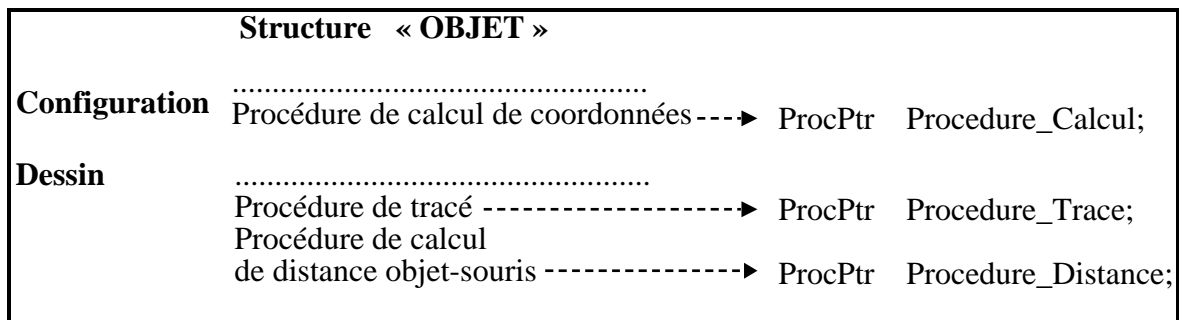 Structure « OBJET »
Configuration ....................................................
Procédure de calcul de coordonnées ProcPtr Procedure_Calcul;
Dessin ....................................................
Procédure de tracé ProcPtr Procedure_Trace;
Procédure de calcul
de distance objet-souris ProcPtr Procedure_Distance;